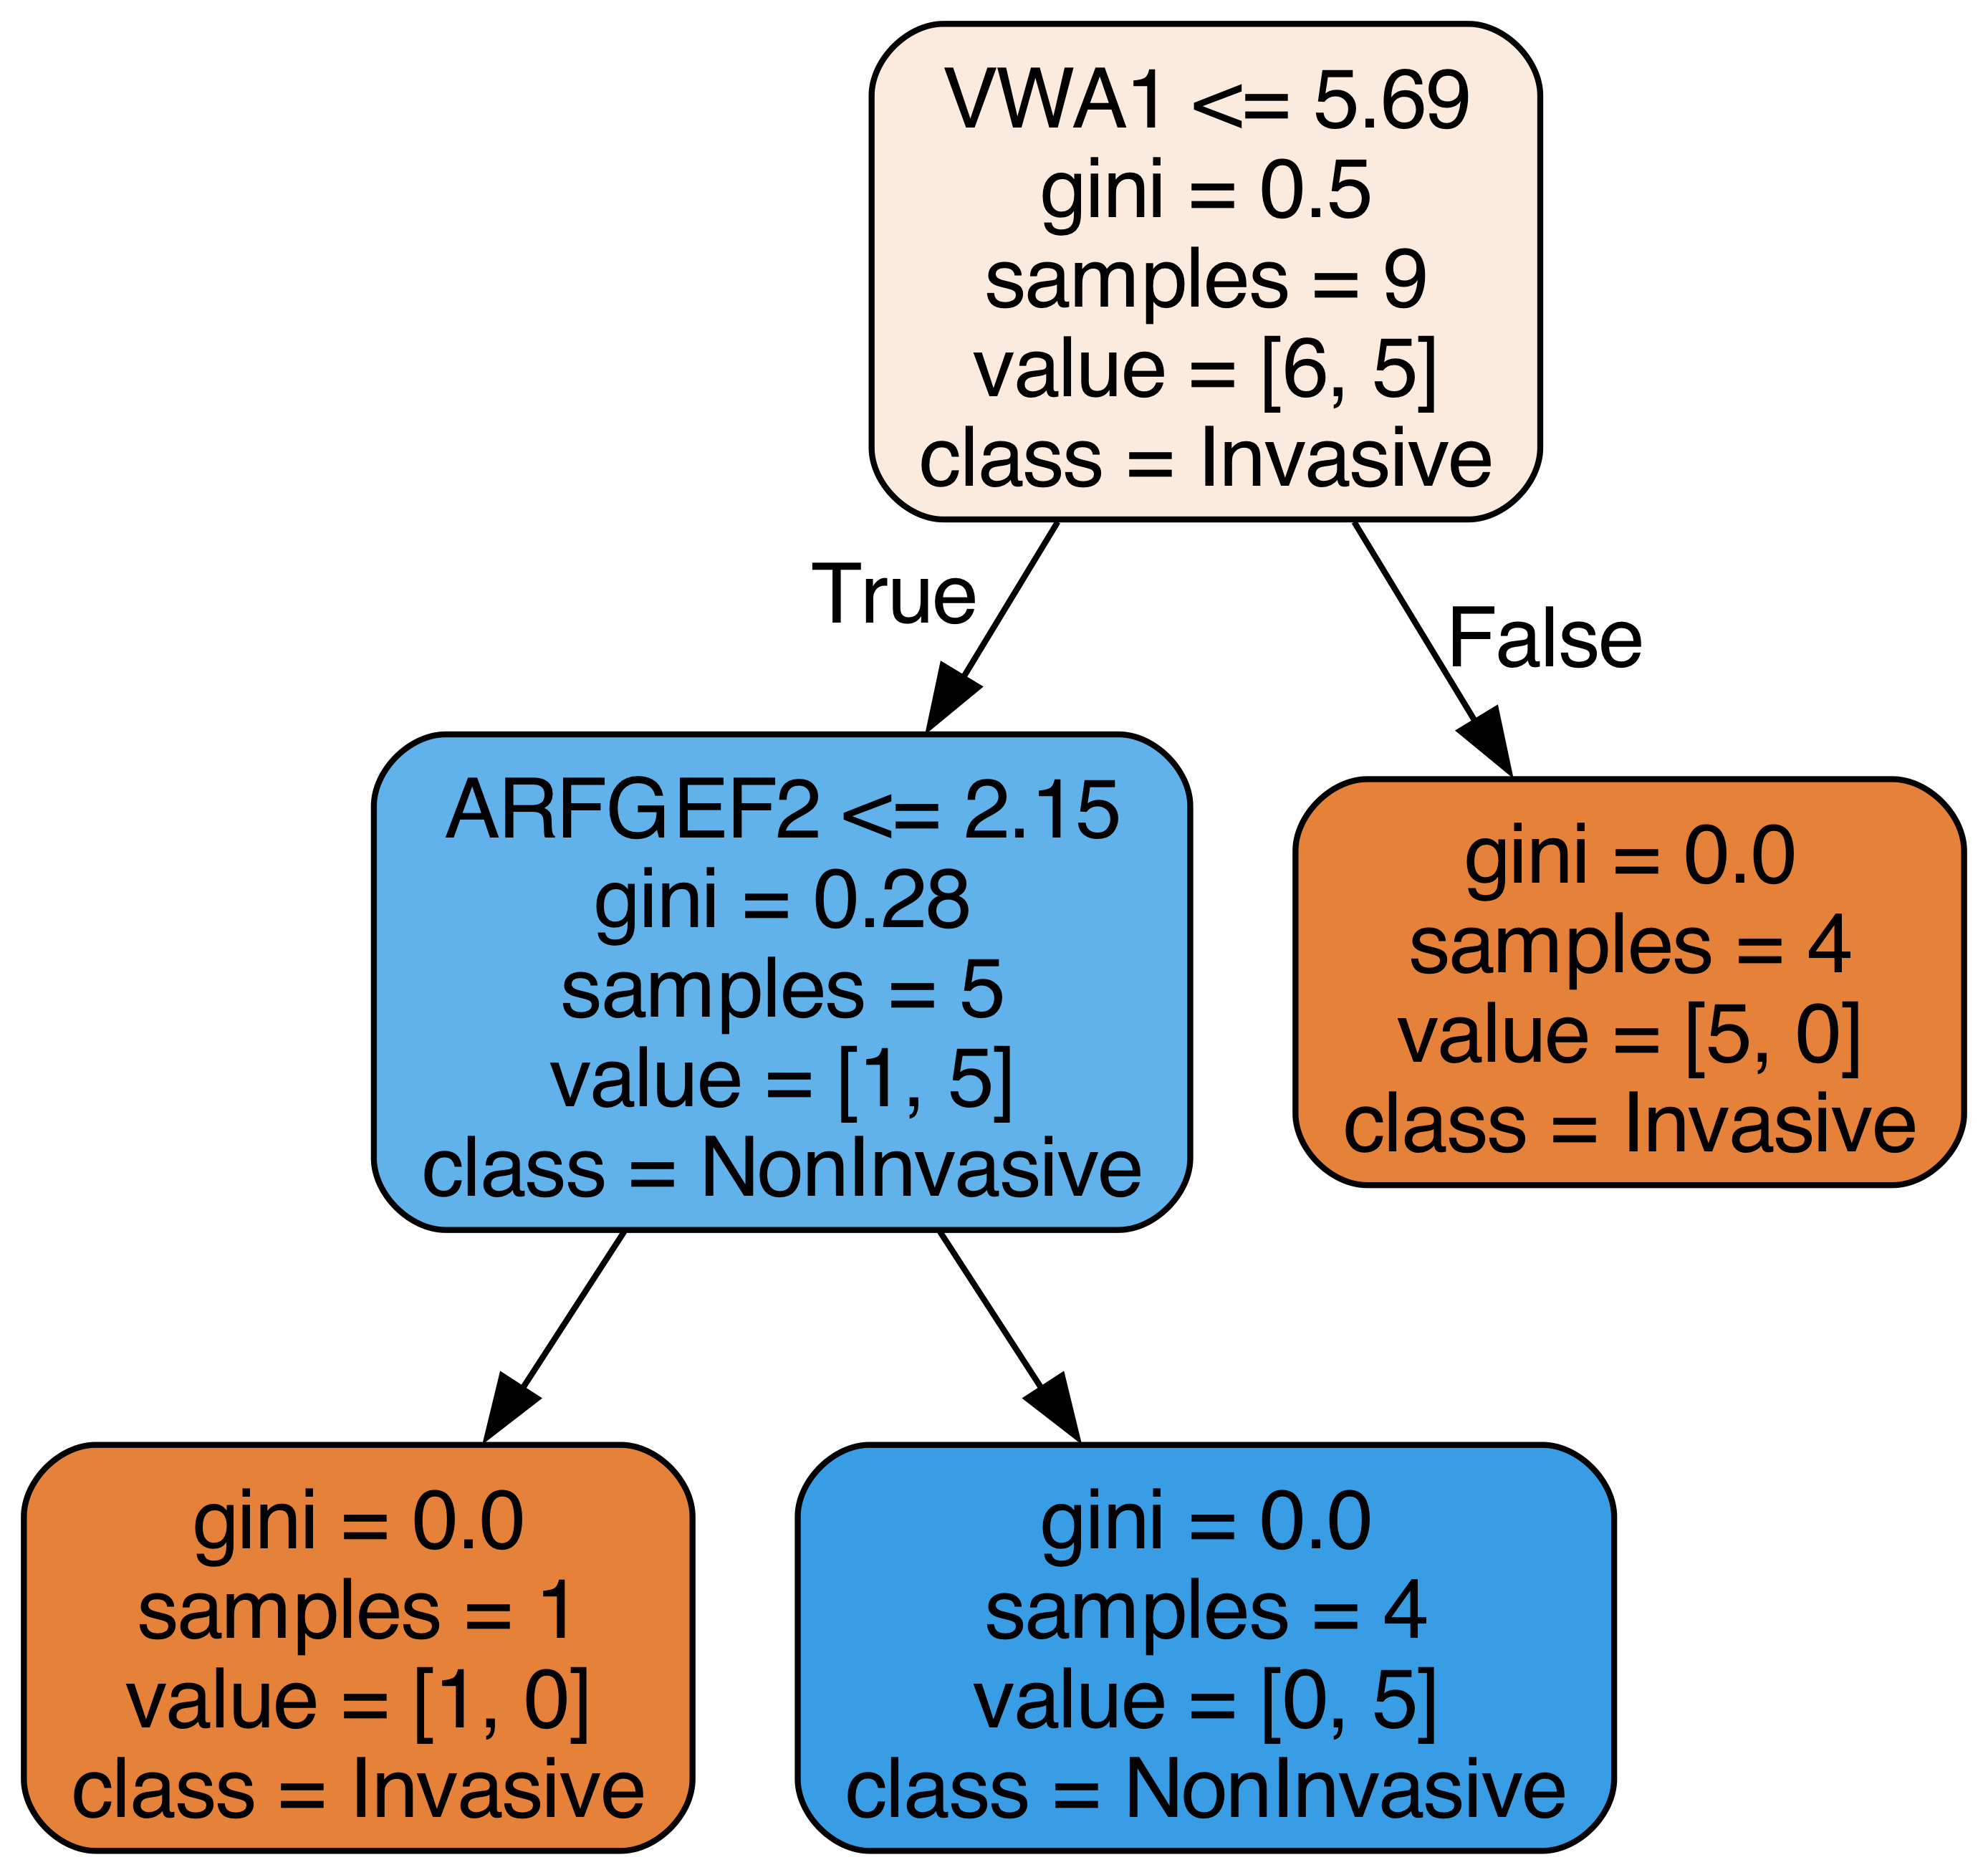 VWA1 <= 5.69
gini = 0.5
samples = 9
value = [6, 5]
class = Invasive
True
False
ARFGEF2 <= 2.15
gini = 0.28
samples = 5
value = [1, 5]
class = NonInvasive
gini = 0.0
samples = 4
value = [5, 0]
class = Invasive
gini = 0.0
samples = 1
value = [1, 0]
class = Invasive
gini = 0.0
samples = 4
value = [0, 5]
class = NonInvasive